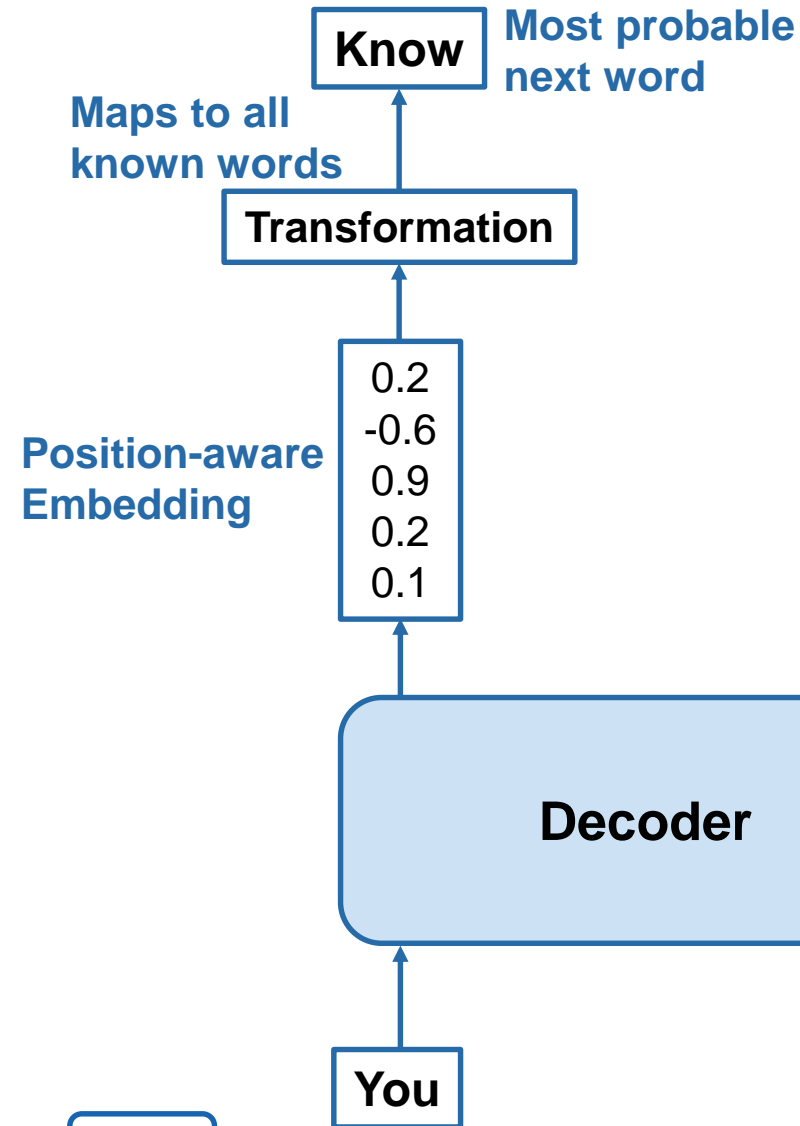 Know
Most probable
next word
Maps to all
known words
Transformation
0.2
-0.6
0.9
0.2
0.1
Position-aware
Embedding
Decoder
You